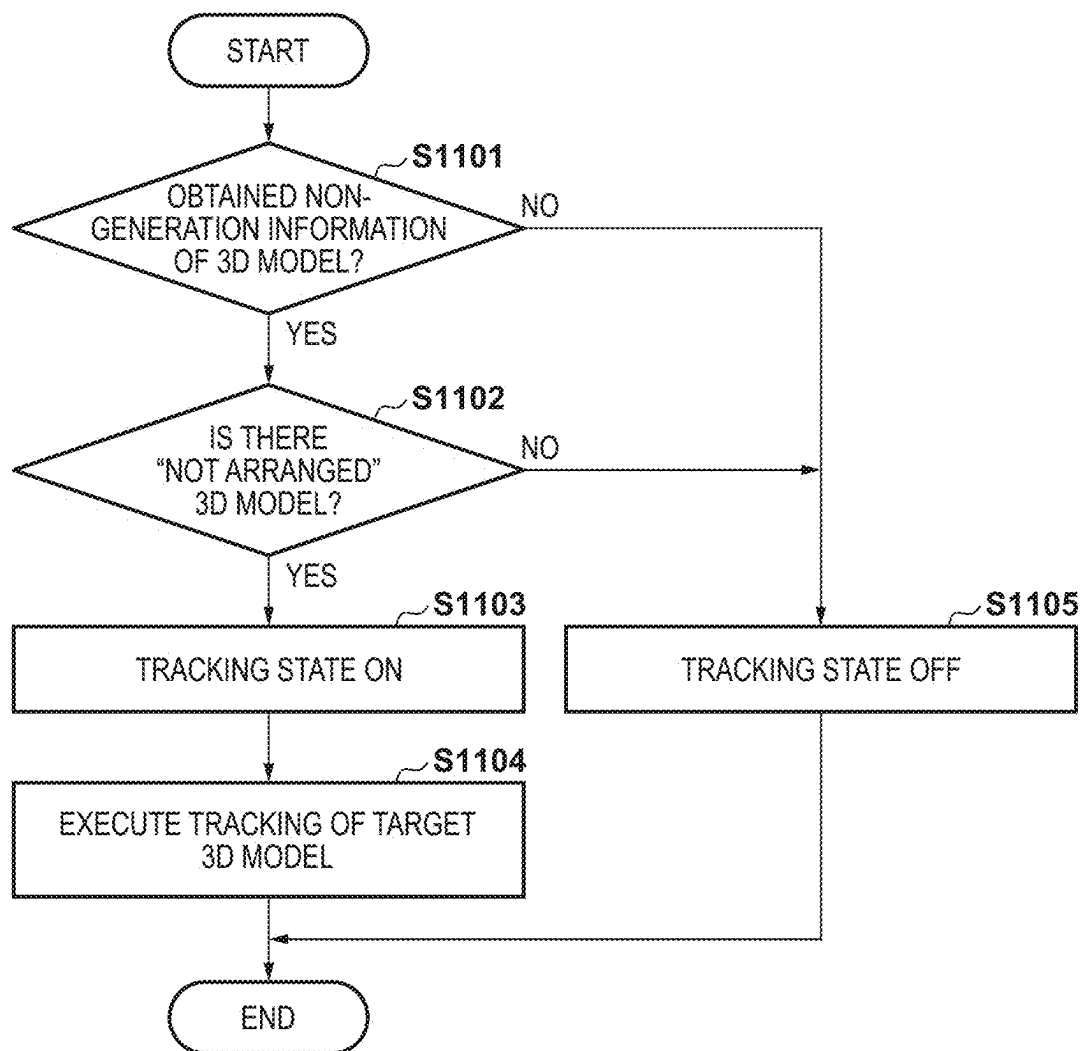 START
S1101
OBTAINED NON-
GENERATION INFORMATION
OF 3D MODEL?
NO
YES
S1102
IS THERE
“NOT ARRANGED”
3D MODEL?
NO
YES
S1103
TRACKING STATE ON
S1105
TRACKING STATE OFF
S1104
EXECUTE TRACKING OF TARGET
3D MODEL
END